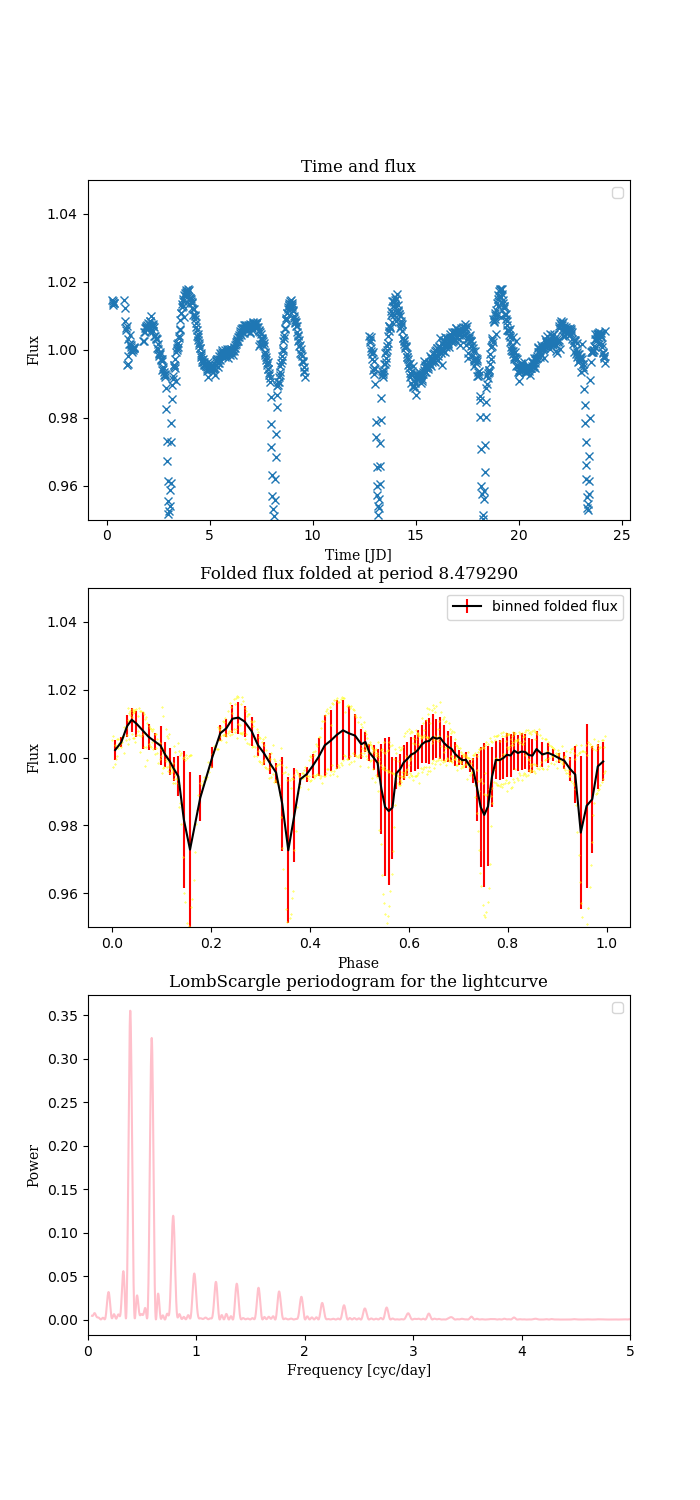 Time and flux
1.04
1.02
1.00
0.98
0.96
Flux
0 5 10 15 20 25
Time [JD]
Folded flux folded at period 8.479290
binned folded flux
1.04
1.02
1.00
0.98
0.96
Flux
0.0 0.2 0.4 0.6 0.8 1.0
Phase
LombScargle periodogram for the lightcurve
0.35
0.30
0.25
0.20
0.15
0.10
0.05
0.00
Power
0 1 2 3 4 5
Frequency [cyc/day]